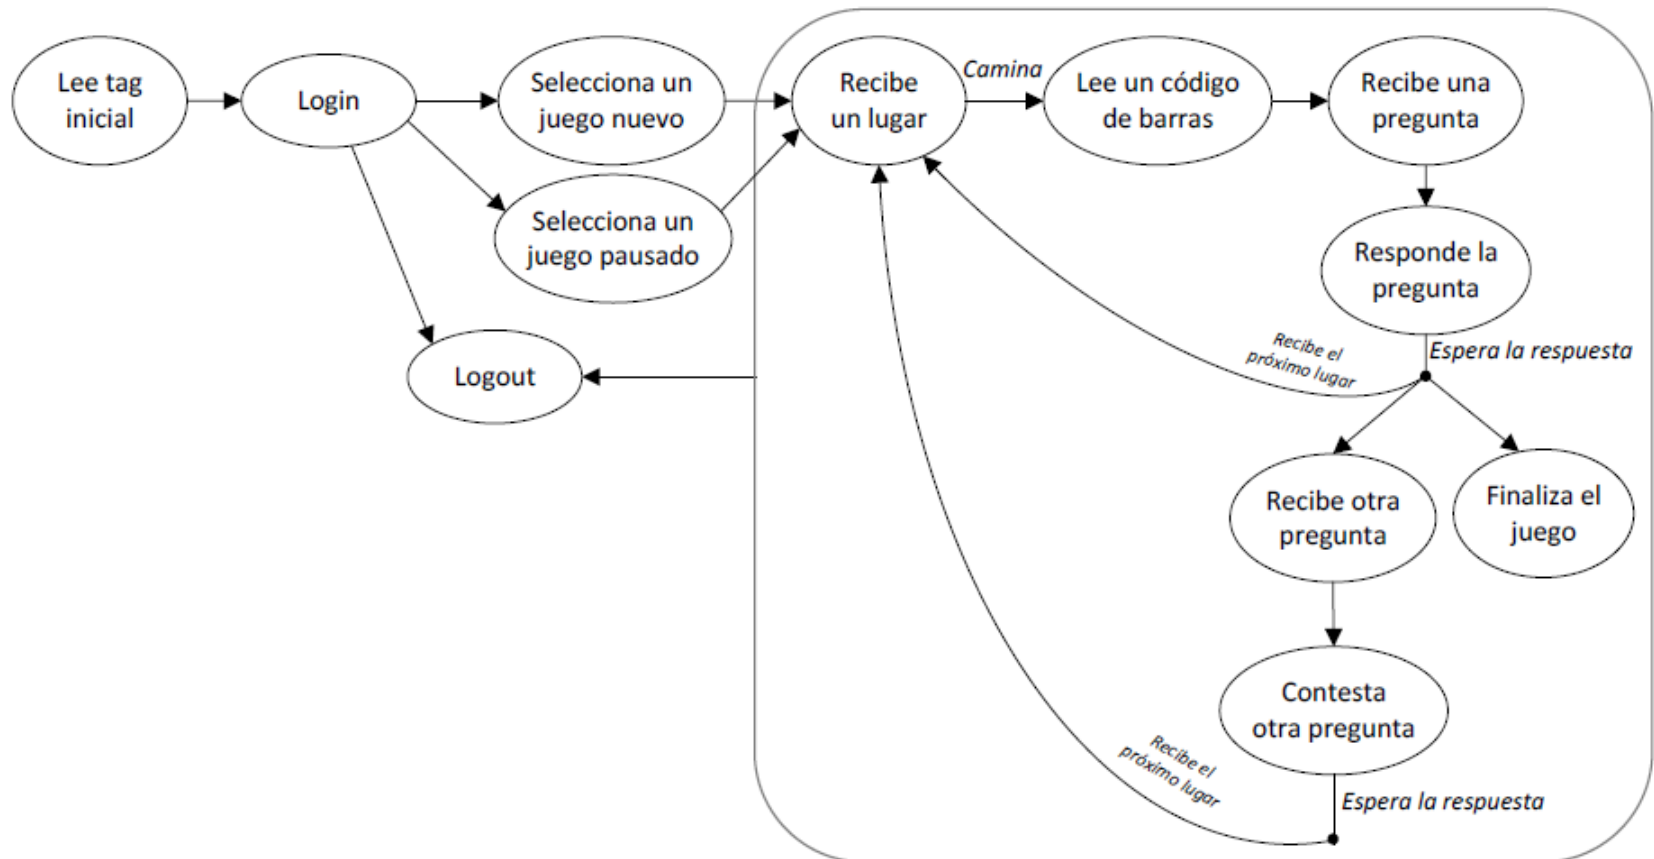 Lee tag
inicial
Login
Selecciona un
juego nuevo
Selecciona un
juego pausado
Logout
Recibe
un lugar
Camina
Lee un código
de barras
Recibe una
pregunta
Responde la
pregunta
Espera la respuesta
Recibe el
próximo lugar
Recibe otra
pregunta
Finaliza el
juego
Contesta
otra pregunta
Recibe el
próximo lugar
Espera la respuesta